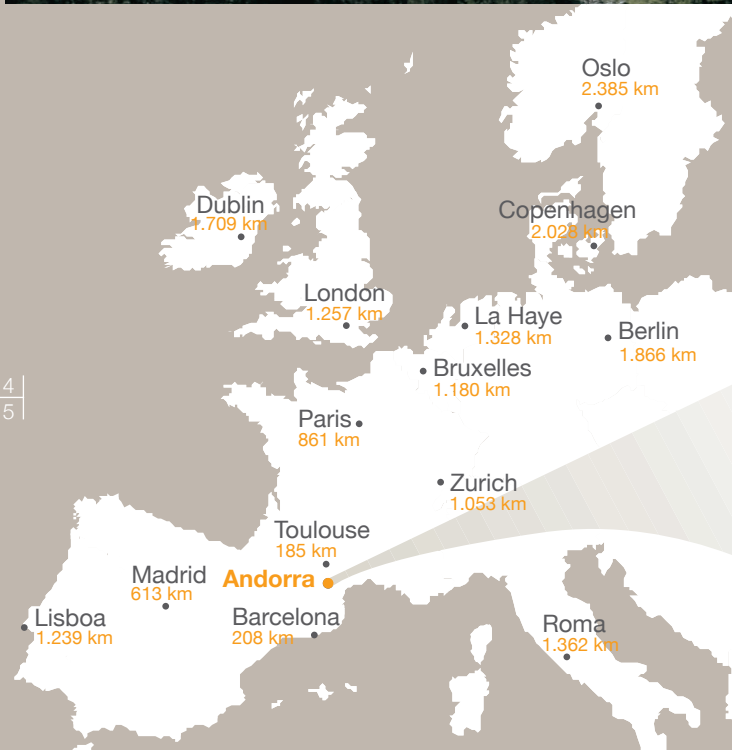 Oslo
2.385 km
Dublin
1.709 km
Copenhagen
2.028 km
London
1.257 km
La Haye
1.328 km
Berlin
1.866 km
Bruxelles
1.180 km
4
5
Paris
861 km
Zurich
1.053 km
Toulouse
185 km
Andorra
Madrid
613 km
Lisboa
1.239 km
Barcelona
208 km
Roma
1.362 km